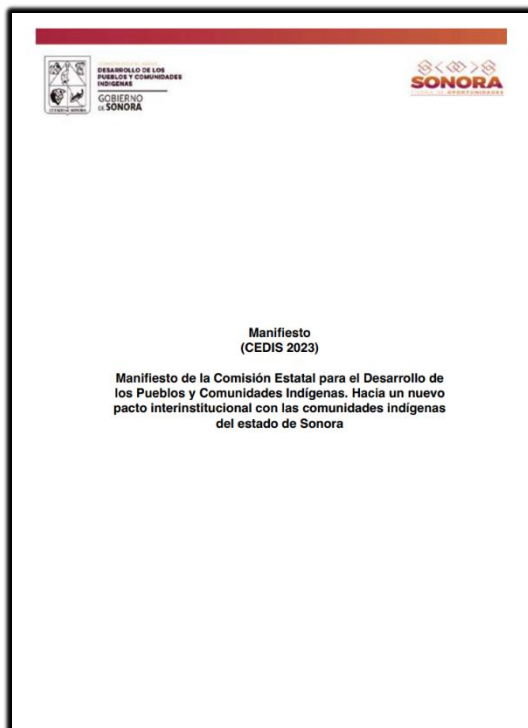 DESARROLLO DE LOS
PUEBLOS Y COMUNIDADES
INDÍGENAS
GOBIERNO
DE SONORA
SONORA
Manifiesto
(CEDIS 2023)
Manifiesto de la Comisión Estatal para el Desarrollo de
los Pueblos y Comunidades Indígenas. Hacia un nuevo
pacto interinstitucional con las comunidades indígenas
del estado de Sonora